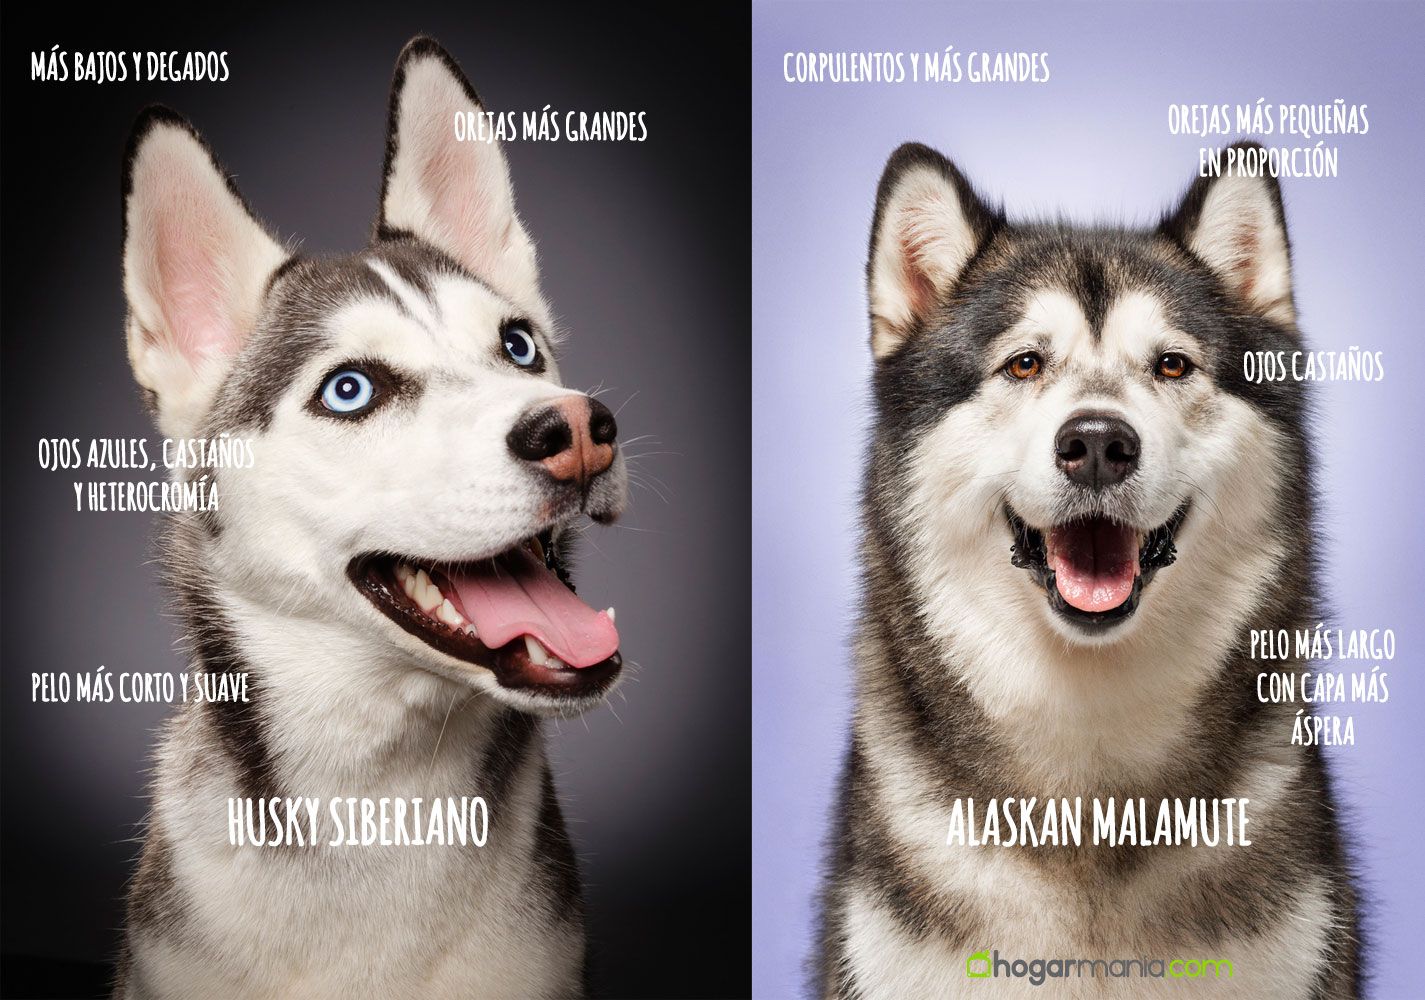 MÁS BAJOS Y DEGADOS
OREJAS MÁS GRANDES
OJOS AZULES, CASTAÑOS
Y HETEROCROMÍA
PELO MÁS CORTO Y SUAVE
HUSKY SIBERIANO
CORPULENTOS Y MÁS GRANDES
OREJAS MÁS PEQUEÑAS
EN PROPORCIÓN
OJOS CASTAÑOS
PELO MÁS LARGO
CON CAPA MÁS
ÁSPERA
ALASKAN MALAMUTE
hogarmania.com